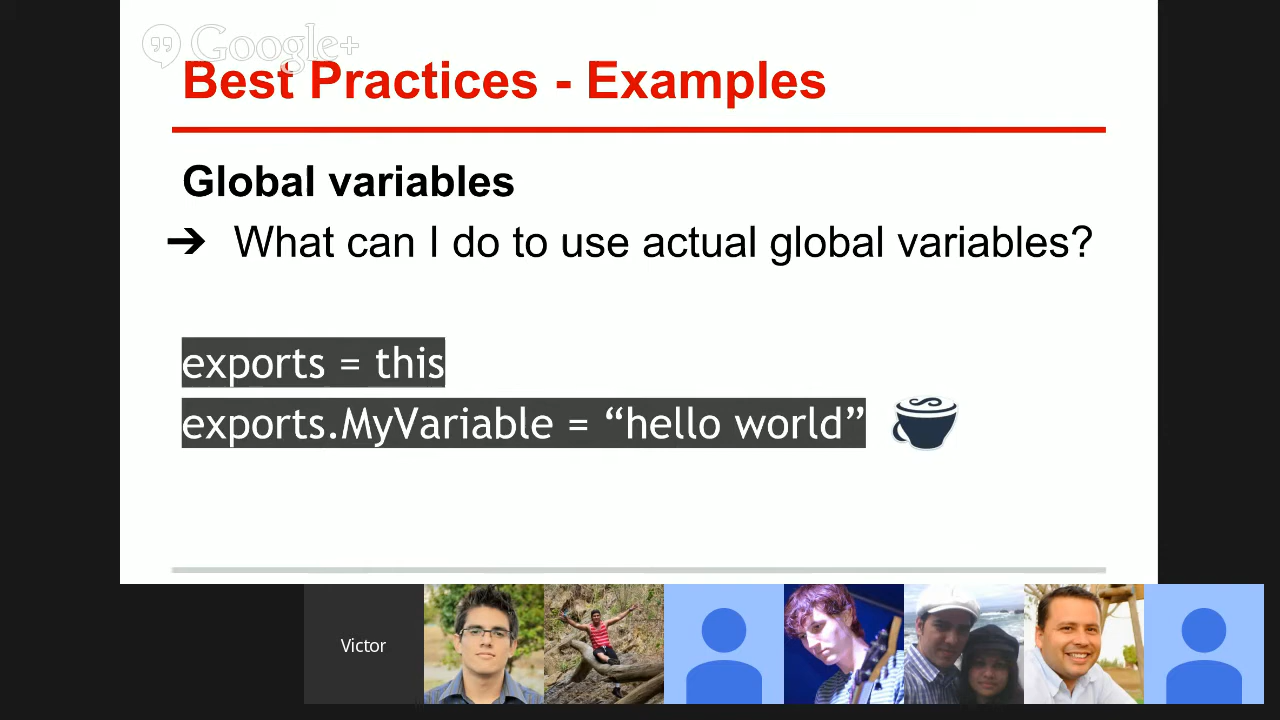 Google+
Best Practices - Examples
Global variables
➔ What can I do to use actual global variables?
exports = this
exports.MyVariable = “hello world”
Victor